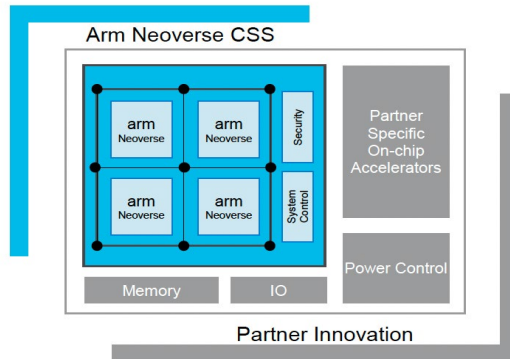 Arm Neoverse CSS
arm
Neoverse
arm
Neoverse
Security
Partner
Specific
On-chip
Accelerators
arm
Neoverse
arm
Neoverse
System
Control
Power Control
Memory
IO
Partner Innovation